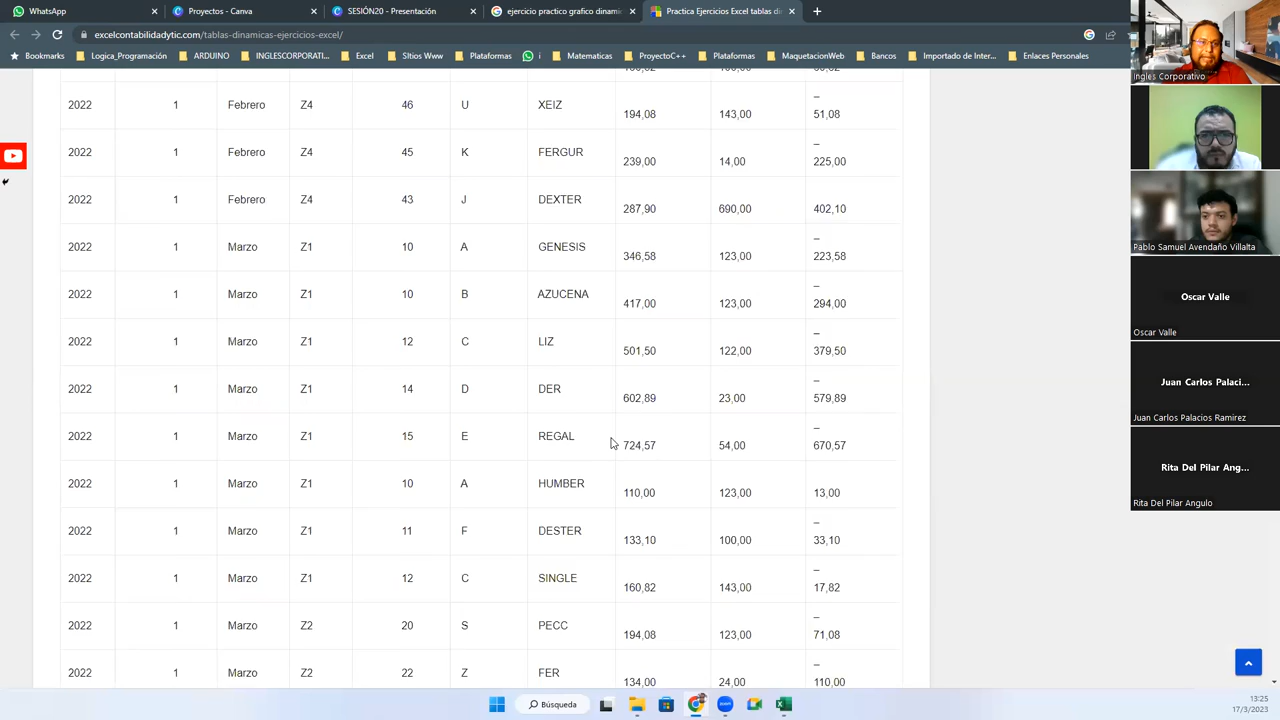 WhatsApp
Proyectos - Canva
SESION20 - Presentación
ejercicio practico grafico dinami
Practica Ejercicios Excel tablas di
excelcontabilidadytic.com/tablas-dinamicas-ejercicios-excel/
Bookmarks
Logica_Programación
ARDUINO
INGLESCORPORATI...
Excel
SItios Web Plataformas
i
Matematicas
ProyectoC++
Plataformas
MaquetacionWeb
Bancos
Importado de Inter...
Enlaces Personales
2022 1 Febrero Z4 46 U XEIZ 194,08 143,00 – 51,08
2022 1 Febrero Z4 45 K FERGUR 239,00 14,00 – 225,00
2022 1 Febrero Z4 43 J DEXTER 287,90 690,00 402,10
2022 1 Marzo Z1 10 A GENESIS 346,58 123,00 – 223,58
2022 1 Marzo Z1 10 B AZUCENA 417,00 123,00 – 294,00
2022 1 Marzo Z1 12 C LIZ 501,50 122,00 – 379,50
2022 1 Marzo Z1 14 D DER 602,89 23,00 – 579,89
2022 1 Marzo Z1 15 E REGAL 724,57 54,00 – 670,57
2022 1 Marzo Z1 10 A LIMBER 110,00 123,00 13,00
2022 1 Marzo Z1 11 F DESTER 133,10 100,00 – 33,10
2022 1 Marzo Z1 12 C SINGLE 160,82 143,00 – 17,82
2022 1 Marzo Z2 20 S PECC 194,08 123,00 – 71,08
2022 1 Marzo Z2 22 Z FER 134,00 24,00 – 110,00
Ingles Corporativo
Pablo Samuel Avendaño Villalta
Oscar Valle
Oscar Valle
Juan Carlos Palaci...
Juan Carlos Palacios Ramirez
Rita Del Pilar Ang...
Rita Del Pilar Angulo
Búsqueda
13:25
17/3/2023